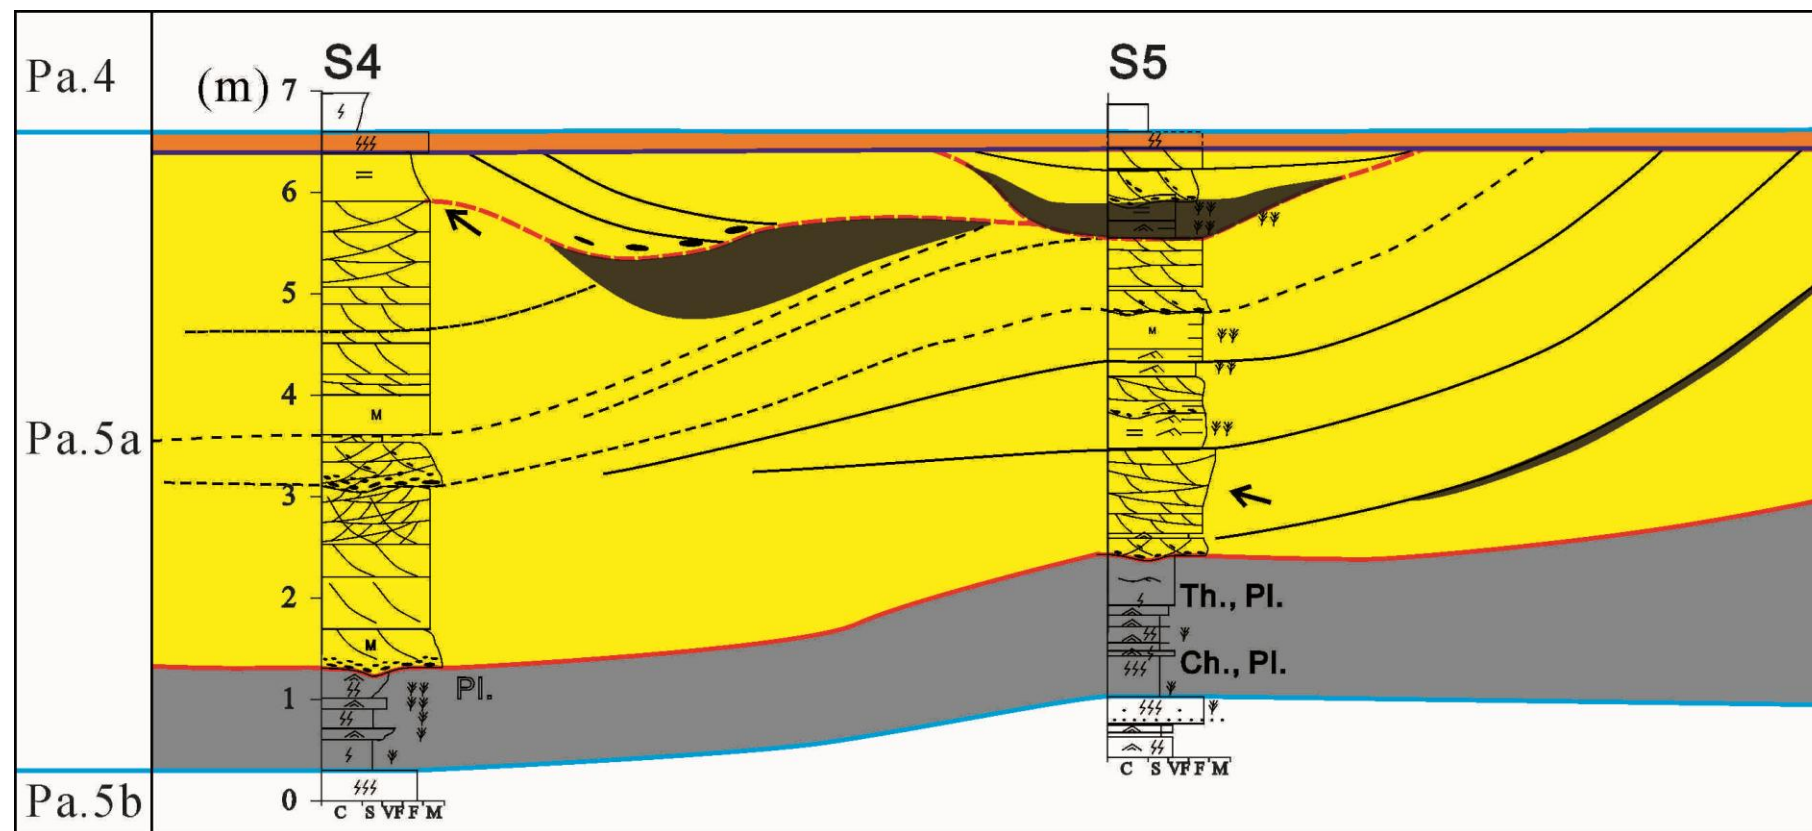 Pa.4
Pa.5a
Pa.5b
(m)
7
6
5
4
3
2
1
0
S4
M
M
Pl.
C S VF F M
S5
M
Th., Pl.
Ch., Pl.
C S VF F M